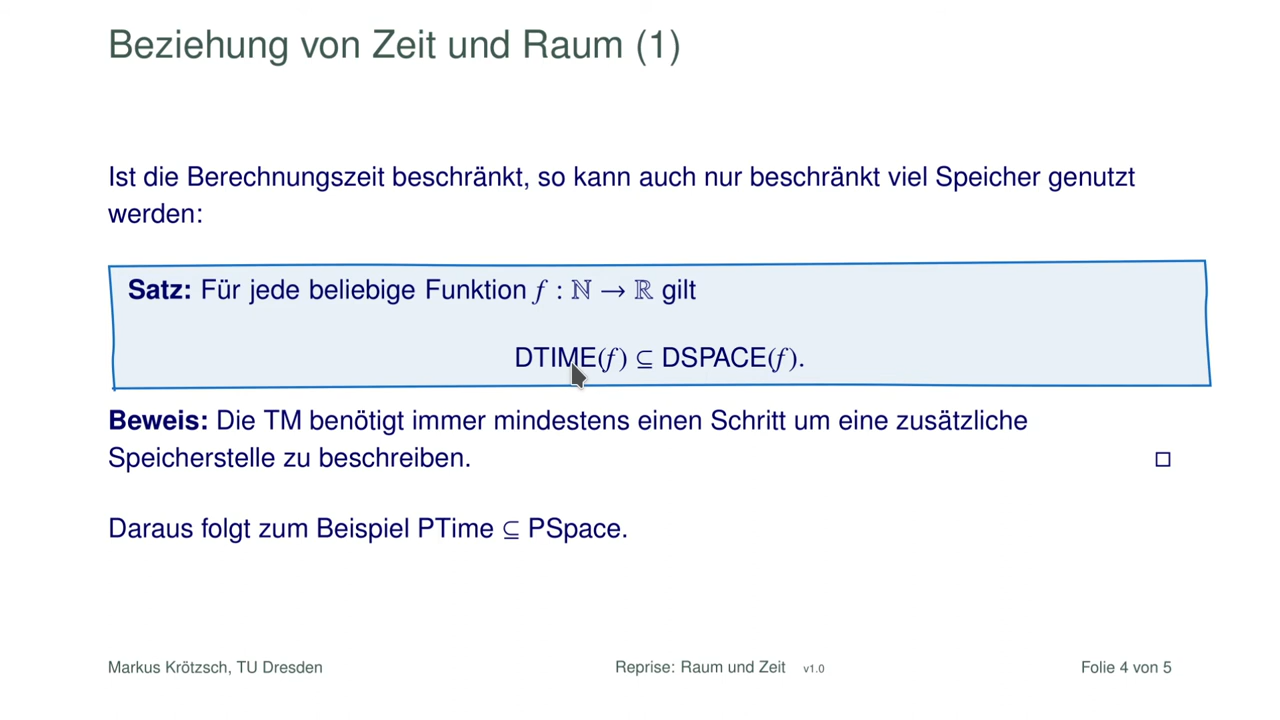 Beziehung von Zeit und Raum (1)
Ist die Berechnungszeit beschränkt, so kann auch nur beschränkt viel Speicher genutzt
werden:
Satz: Für jede beliebige Funktion f : ℕ → ℝ gilt
DTIME(f) ⊆ DSPACE(f).
Beweis: Die TM benötigt immer mindestens einen Schritt um eine zusätzliche
Speicherstelle zu beschreiben. □
Daraus folgt zum Beispiel PTime ⊆ PSpace.
Markus Krötzsch, TU Dresden Reprise: Raum und Zeit v1.0 Folie 4 von 5